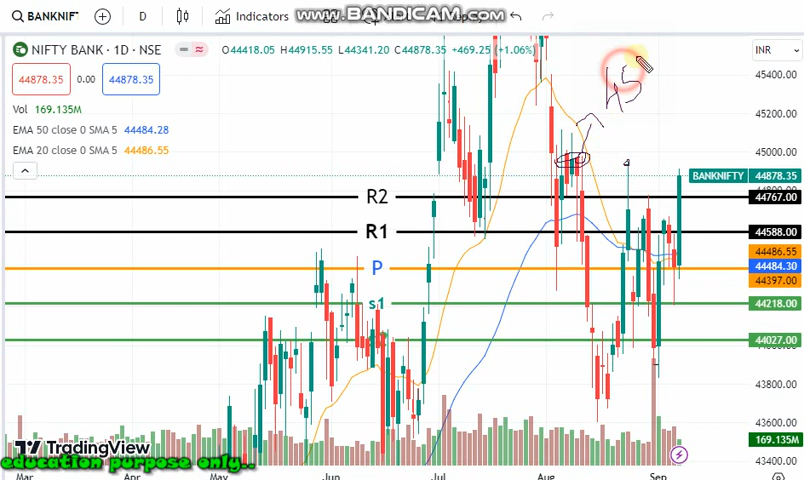 BANKNIF D Indicators www.BANDICAM.com
NIFTY BANK · 1D · NSE O44418.05 H44915.55 L44341.20 C44878.35 +469.25 (+1.06%) INR
44878.35 0.00 44878.35
Vol 169.135M
EMA 50 close 0 SMA 5 44484.28
EMA 20 close 0 SMA 5 44486.55
45400.00
45200.00
45000.00
BANKNIFTY 44878.35
R2 44767.00
R1 44588.00
44486.55
P 44484.30
44397.00
s1 44218.00
44027.00
43800.00
43600.00
169.135M
43400.00
TradingView
education purpose only..
Mar Apr May Jun Jul Aug Sep